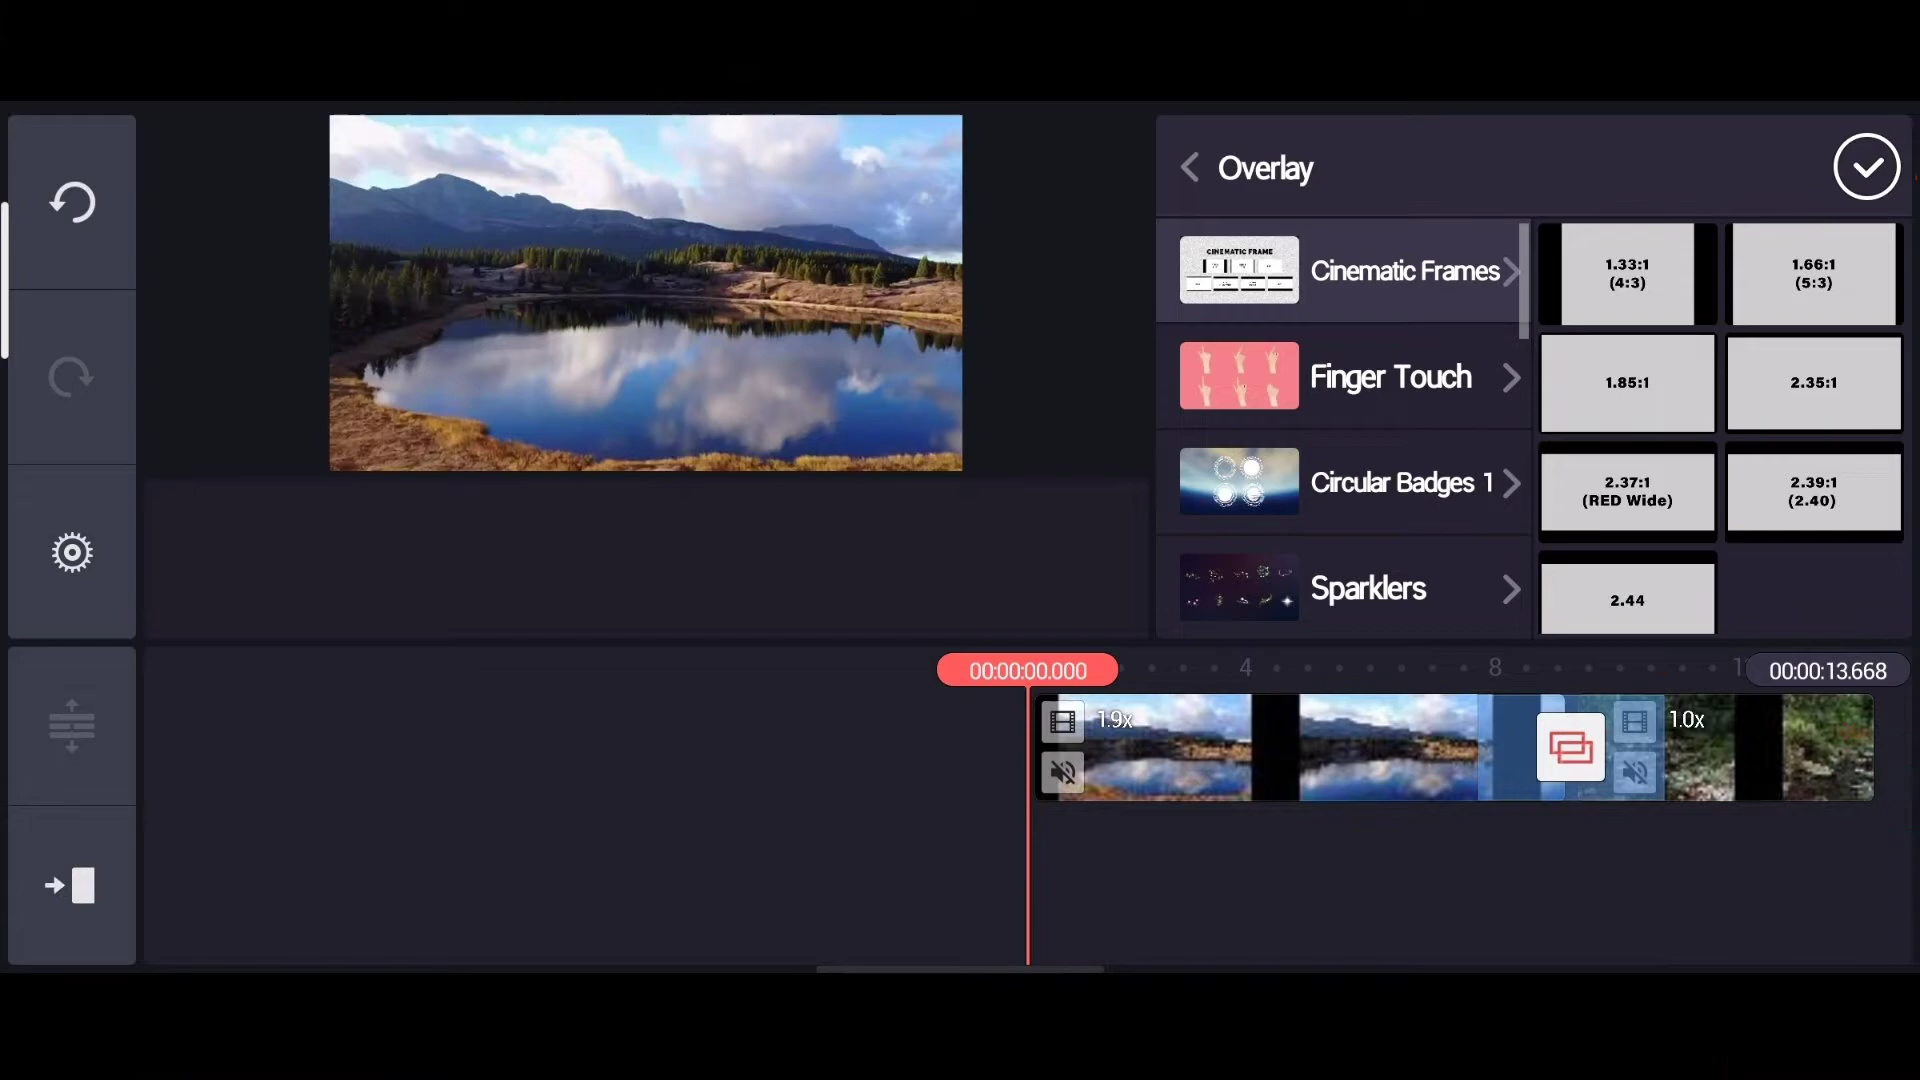 Overlay
CINEMATIC FRAME
Cinematic Frames
Finger Touch
Circular Badges 1
Sparklers
1.33:1
(4:3)
1.66:1
(5:3)
1.85:1
2.35:1
2.37:1
(RED Wide)
2.39:1
(2.40)
2.44
00:00:00.000
4
8
00:00:13.668
1.9x
1.0x